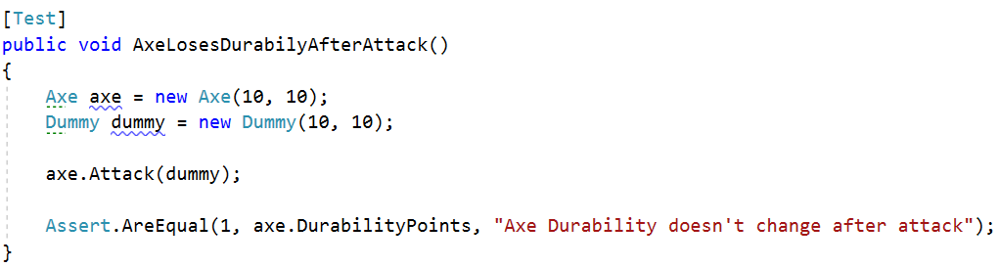 [Test]
public void AxeLosesDurabilyAfterAttack()
{
Axe axe = new Axe(10, 10);
Dummy dummy = new Dummy(10, 10);
axe.Attack(dummy);
Assert.AreEqual(1, axe.DurabilityPoints, "Axe Durability doesn't change after attack");
}